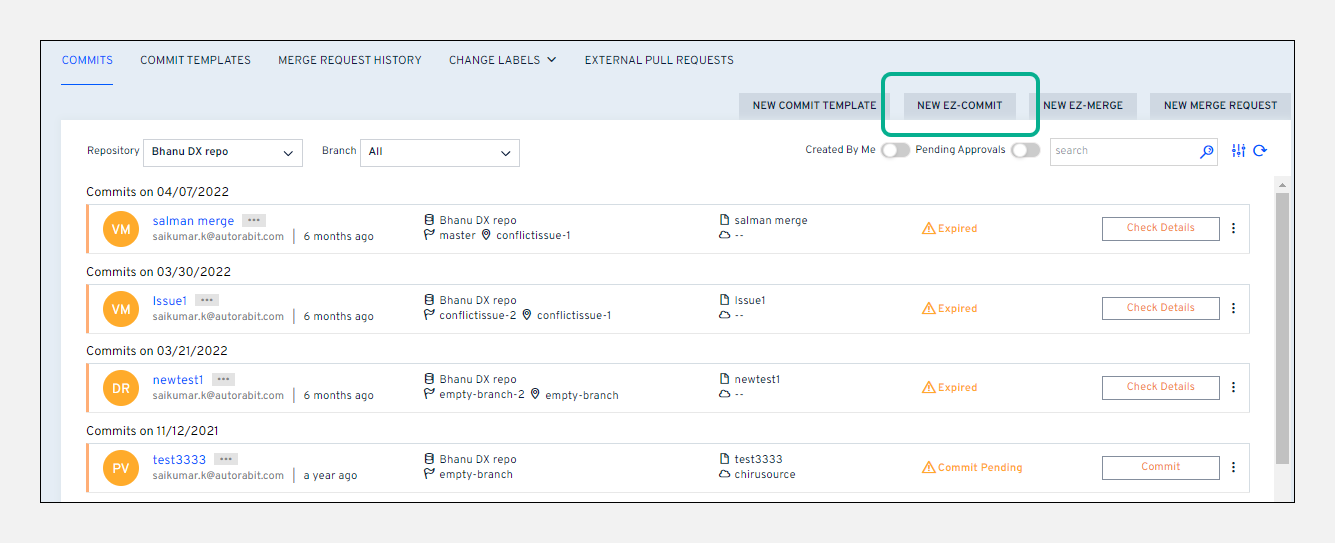 COMMITS COMMIT TEMPLATES MERGE REQUEST HISTORY CHANGE LABELS EXTERNAL PULL REQUESTS
NEW COMMIT TEMPLATE NEW EZ-COMMIT NEW EZ-MERGE NEW MERGE REQUEST
Repository Bhanu DX repo Branch All Created By Me Pending Approvals search
Commits on 04/07/2022
VM salman merge ••• Bhanu DX repo salman merge Expired Check Details
saikumar.k@autorabit.com 6 months ago master conflictissue-1 --
Commits on 03/30/2022
VM Issue1 ••• Bhanu DX repo Issue1 Expired Check Details
saikumar.k@autorabit.com 6 months ago conflictissue-2 conflictissue-1 --
Commits on 03/21/2022
DR newtest1 ••• Bhanu DX repo newtest1 Expired Check Details
saikumar.k@autorabit.com 6 months ago empty-branch-2 empty-branch --
Commits on 11/12/2021
PV test3333 ••• Bhanu DX repo test3333 Commit Pending Commit
saikumar.k@autorabit.com a year ago empty-branch chirusource